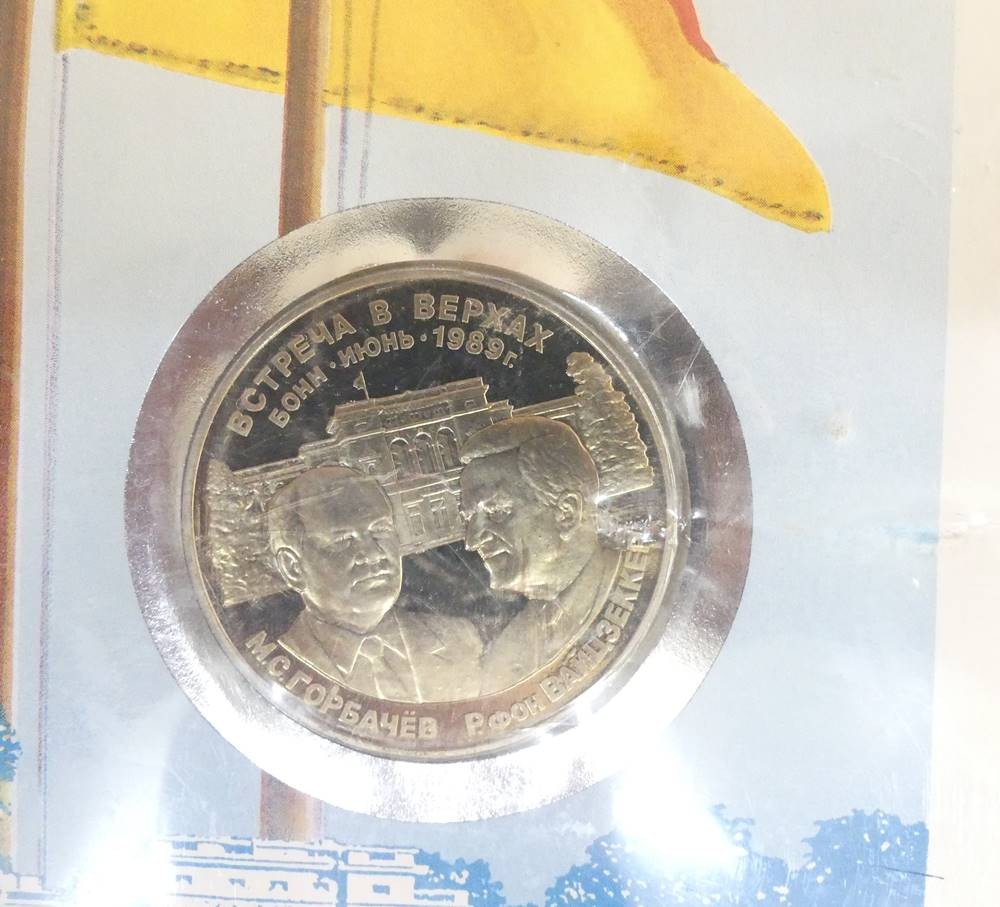 ВСТРЕЧА В ВЕРХАХ
БОНН · ИЮНЬ · 1989г.
М.С. ГОРБАЧЁВ Р. ФОН ВАЙЦЗЕККЕР